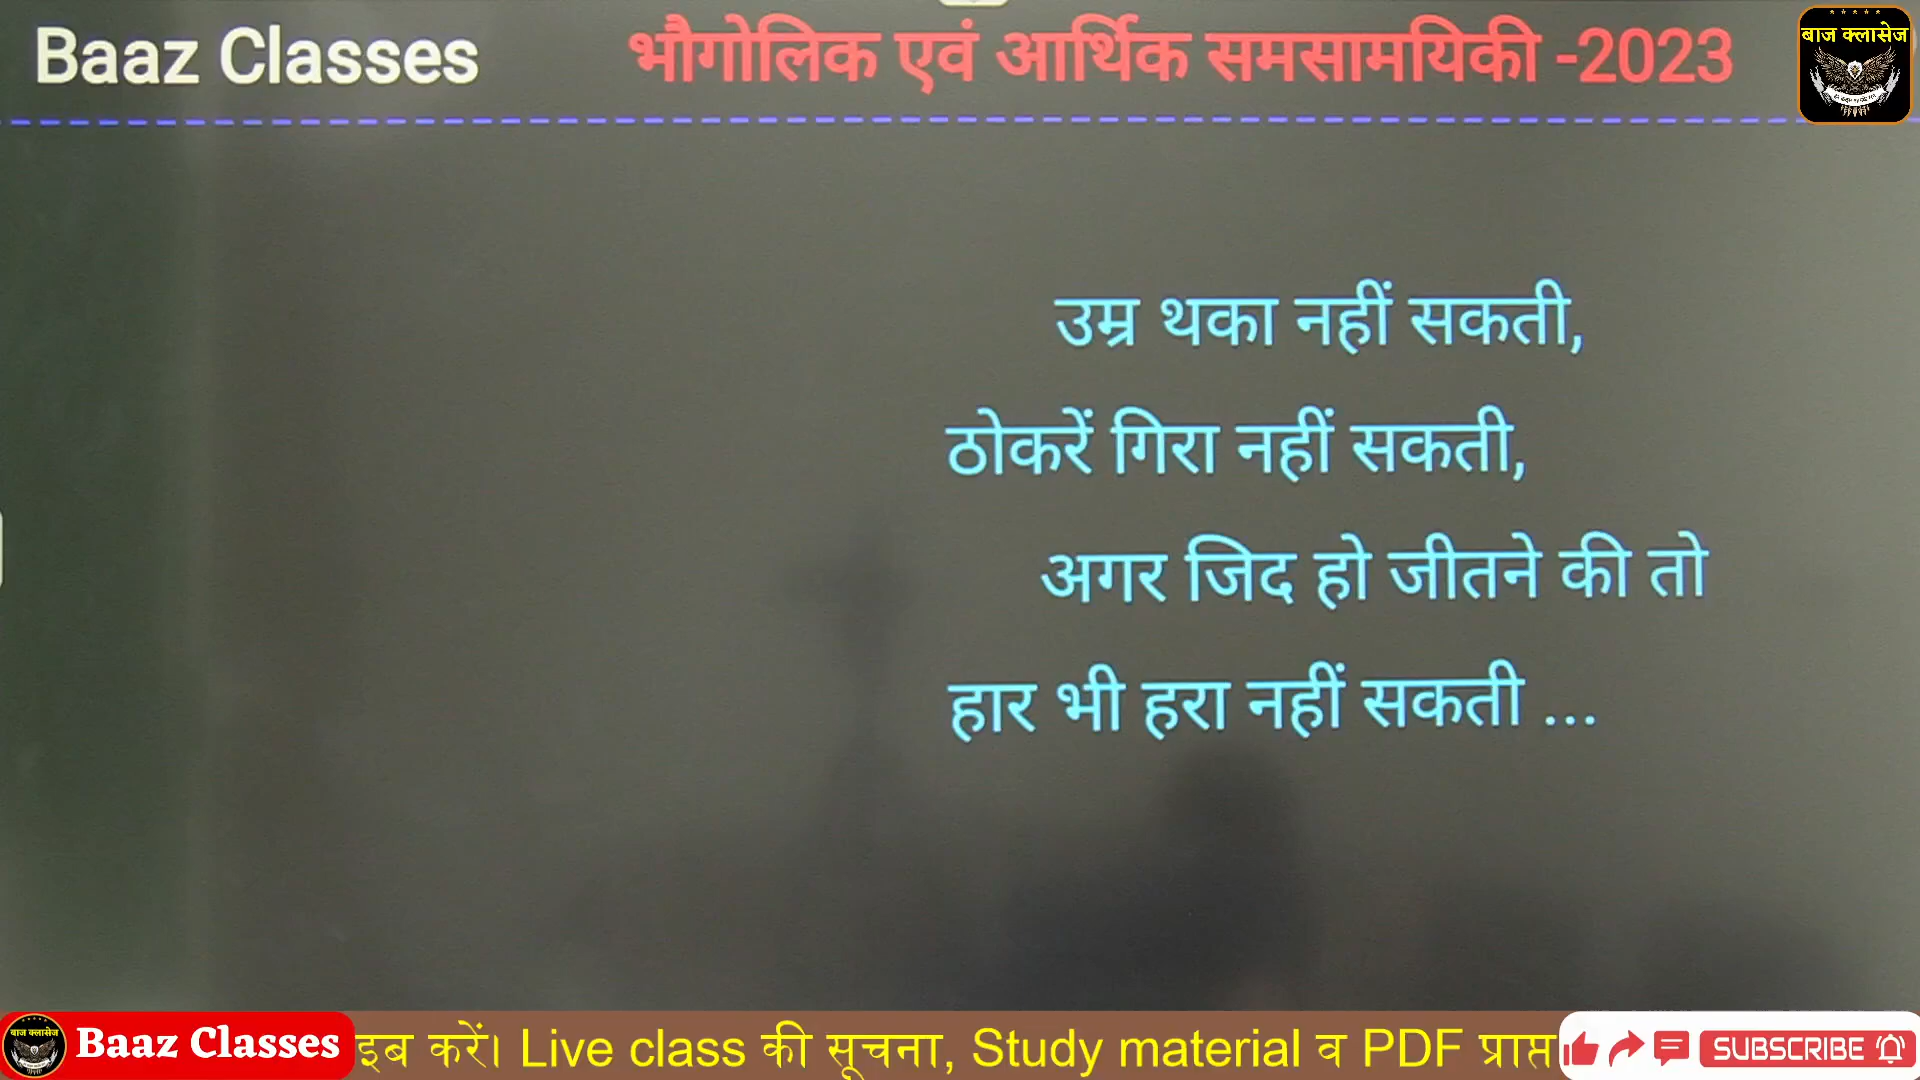 Baaz Classes
भौगोलिक एवं आर्थिक समसामयिकी -2023
बाज क्लासेज
उम्र थका नहीं सकती,
ठोकरें गिरा नहीं सकती,
अगर जिद हो जीतने की तो
हार भी हरा नहीं सकती ...
बाज क्लासेज
Baaz Classes
इब करें। Live class की सूचना, Study material व PDF प्राप्त
SUBSCRIBE